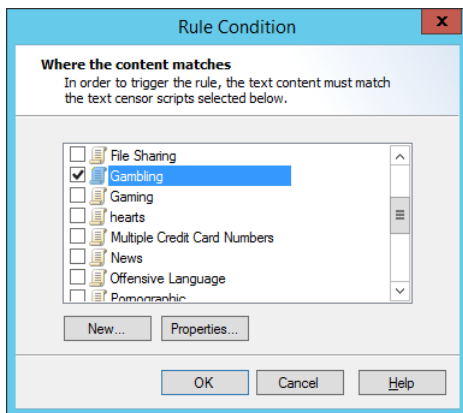 Rule Condition
x
Where the content matches
In order to trigger the rule, the text content must match
the text censor scripts selected below.
File Sharing
Gambling
Gaming
hearts
Multiple Credit Card Numbers
News
Offensive Language
Pornographic
New...
Properties...
OK
Cancel
Help